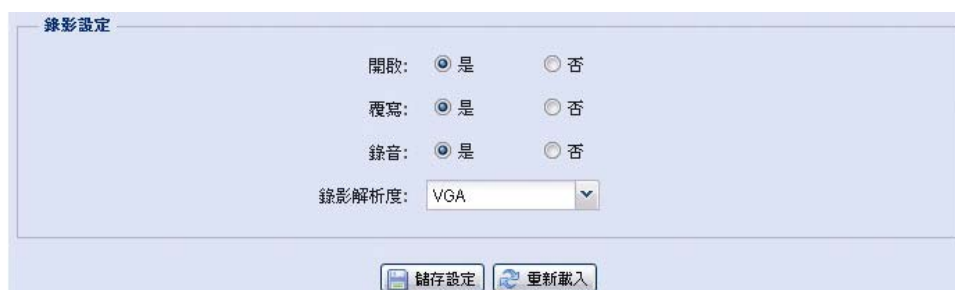 錄影設定
開啟: 是 否
覆寫: 是 否
錄音: 是 否
錄影解析度: VGA
儲存設定 重新載入